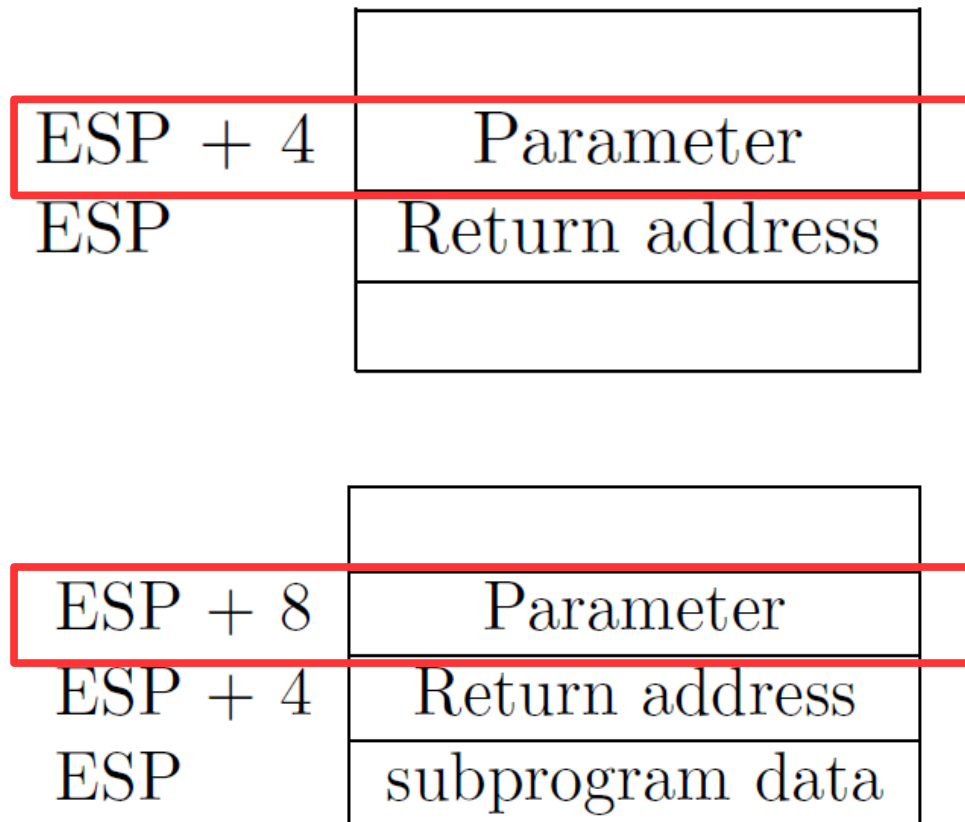 ESP + 4 Parameter
ESP Return address
ESP + 8 Parameter
ESP + 4 Return address
ESP subprogram data